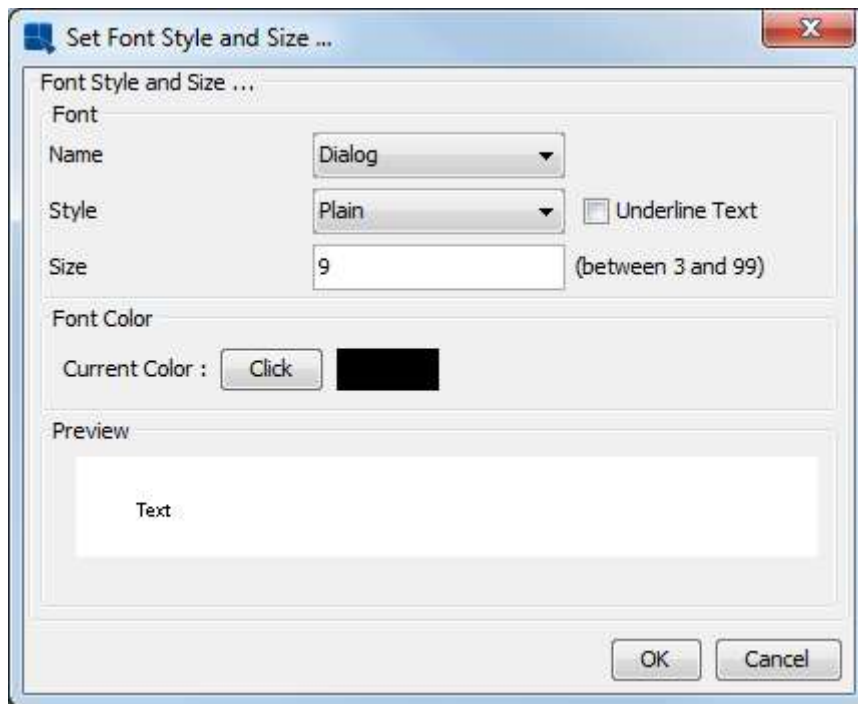 Set Font Style and Size ...
Font Style and Size ...
Font
Name Dialog
Style Plain Underline Text
Size 9 (between 3 and 99)
Font Color
Current Color : Click
Preview
Text
OK Cancel